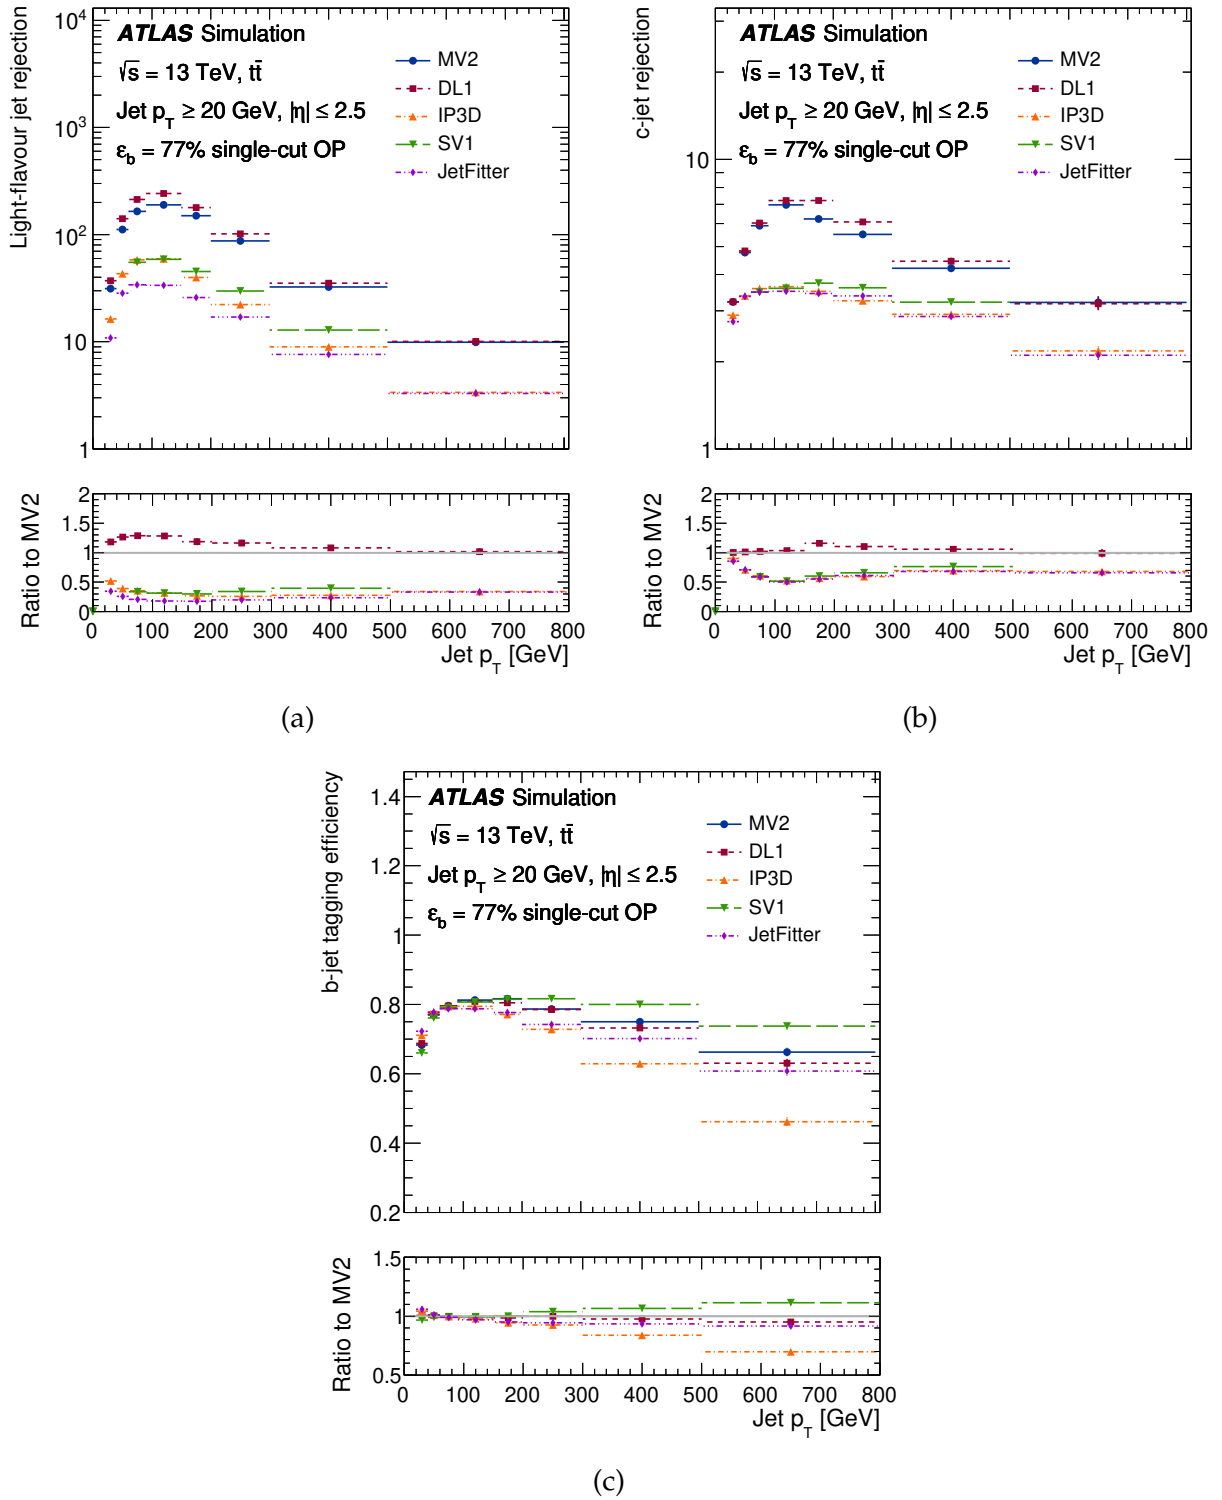 Light-flavour jet rejection
10⁴
10³
10²
10
1
ATLAS Simulation
√s = 13 TeV, tt̄
Jet p_T ≥ 20 GeV, |η| ≤ 2.5
ε_b = 77% single-cut OP
MV2
DL1
IP3D
SV1
JetFitter
Ratio to MV2
2
1.5
1
0.5
0
0 100 200 300 400 500 600 700 800
Jet p_T [GeV]
(a)
c-jet rejection
10
1
ATLAS Simulation
√s = 13 TeV, tt̄
Jet p_T ≥ 20 GeV, |η| ≤ 2.5
ε_b = 77% single-cut OP
MV2
DL1
IP3D
SV1
JetFitter
Ratio to MV2
2
1.5
1
0.5
0
0 100 200 300 400 500 600 700 800
Jet p_T [GeV]
(b)
b-jet tagging efficiency
1.4
1.2
1
0.8
0.6
0.4
0.2
ATLAS Simulation
√s = 13 TeV, tt̄
Jet p_T ≥ 20 GeV, |η| ≤ 2.5
ε_b = 77% single-cut OP
MV2
DL1
IP3D
SV1
JetFitter
Ratio to MV2
1.5
1
0.5
0 100 200 300 400 500 600 700 800
Jet p_T [GeV]
(c)